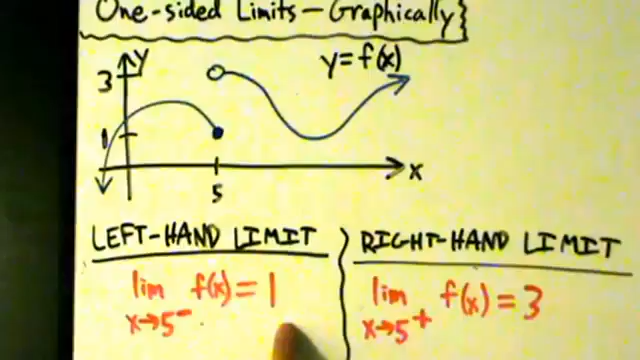 One-sided Limits—Graphically
y
y=f(x)
3
1
x
5
LEFT-HAND LIMIT
RIGHT-HAND LIMIT
lim f(x) = 1
x→5⁻
lim f(x) = 3
x→5⁺